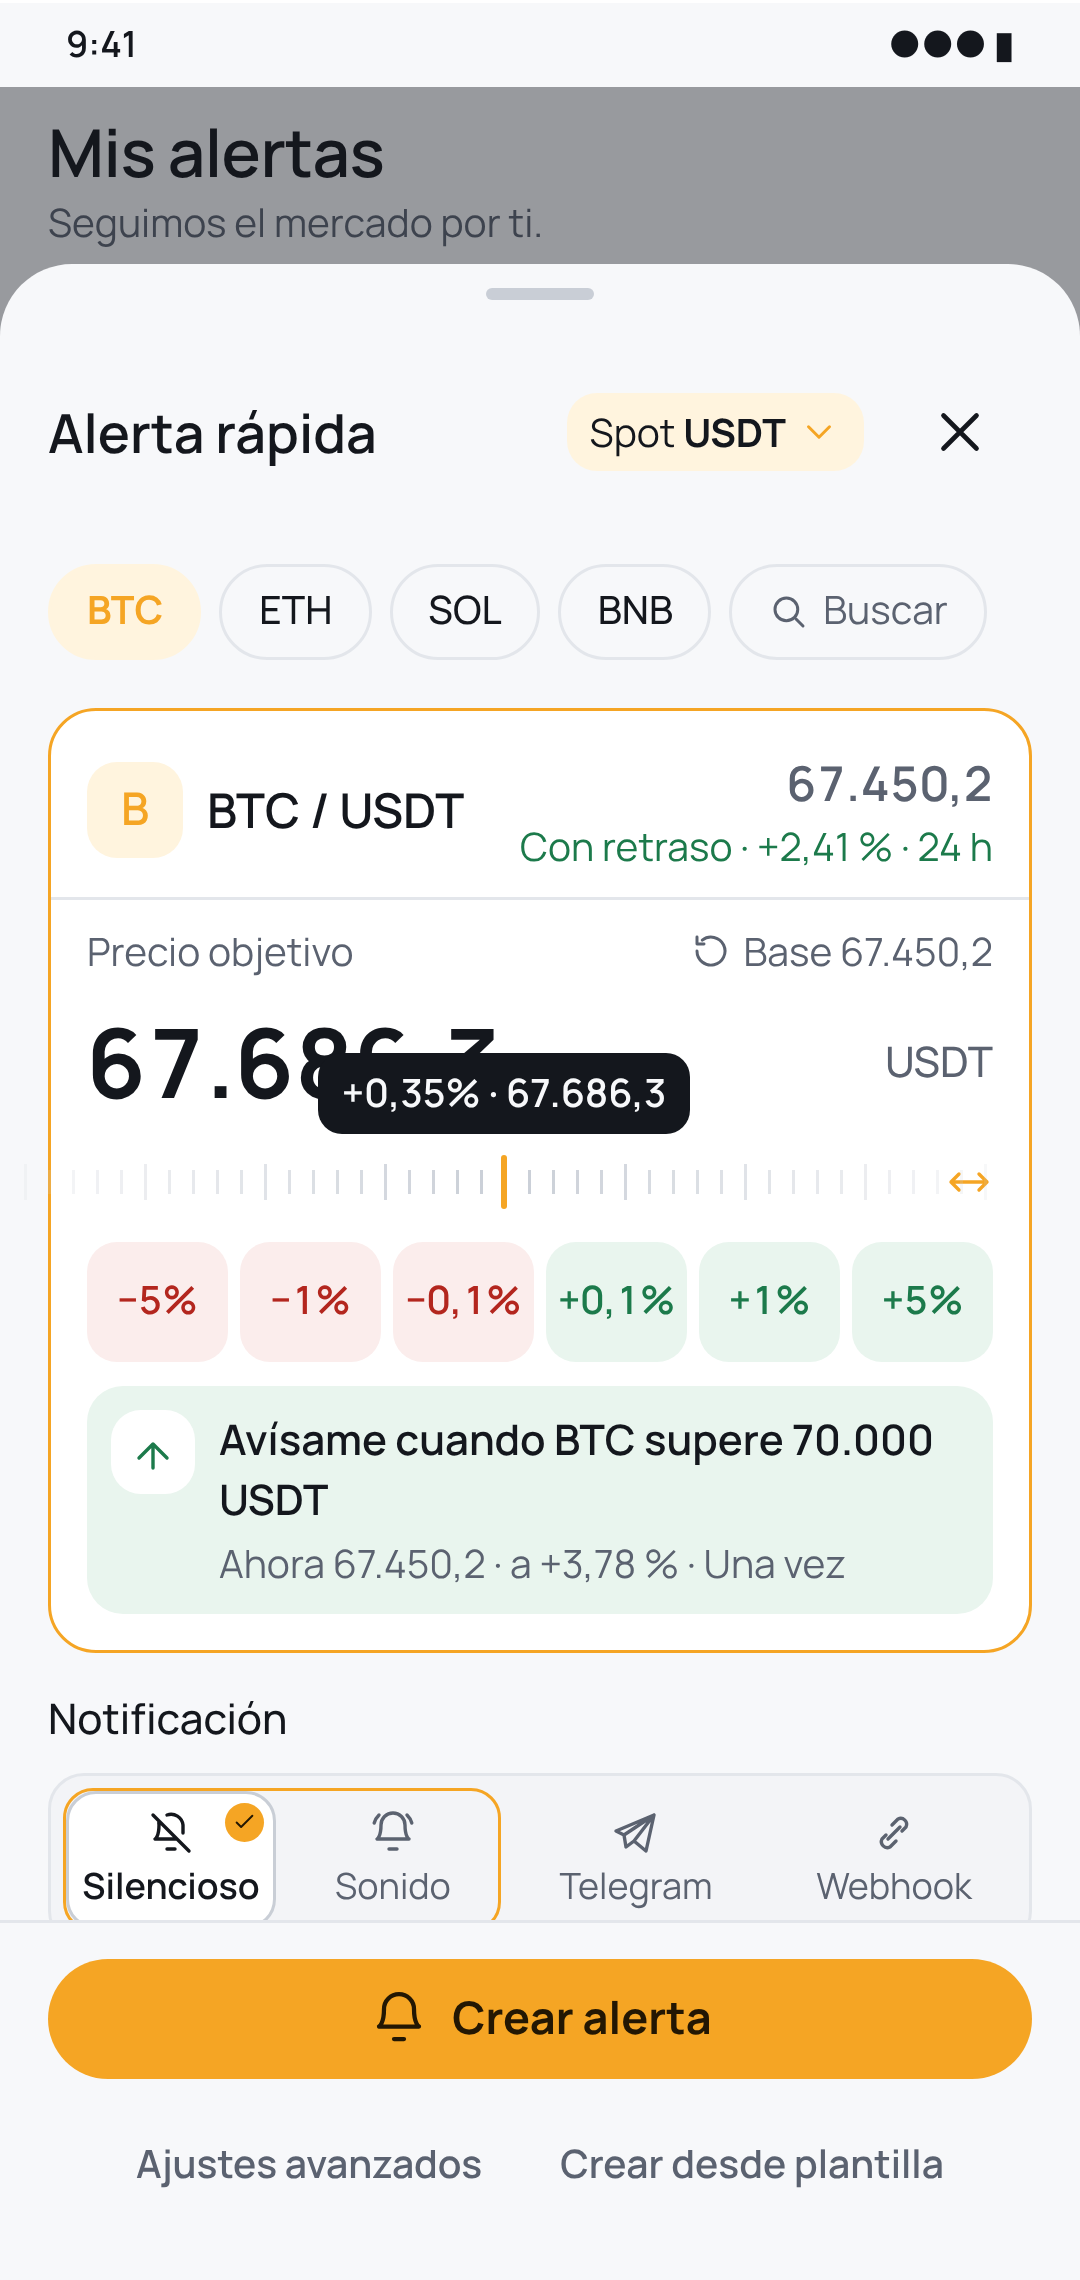 9:41
Mis alertas
Seguimos el mercado por ti.
Alerta rápida
Spot USDT
BTC ETH SOL BNB Buscar
B BTC / USDT
67.450,2
Con retraso · +2,41 % · 24 h
Precio objetivo
Base 67.450,2
67.686,3
USDT
+0,35% · 67.686,3
−5% −1% −0,1% +0,1% +1% +5%
Avísame cuando BTC supere 70.000
USDT
Ahora 67.450,2 · a +3,78 % · Una vez
Notificación
Silencioso Sonido Telegram Webhook
Crear alerta
Ajustes avanzados Crear desde plantilla